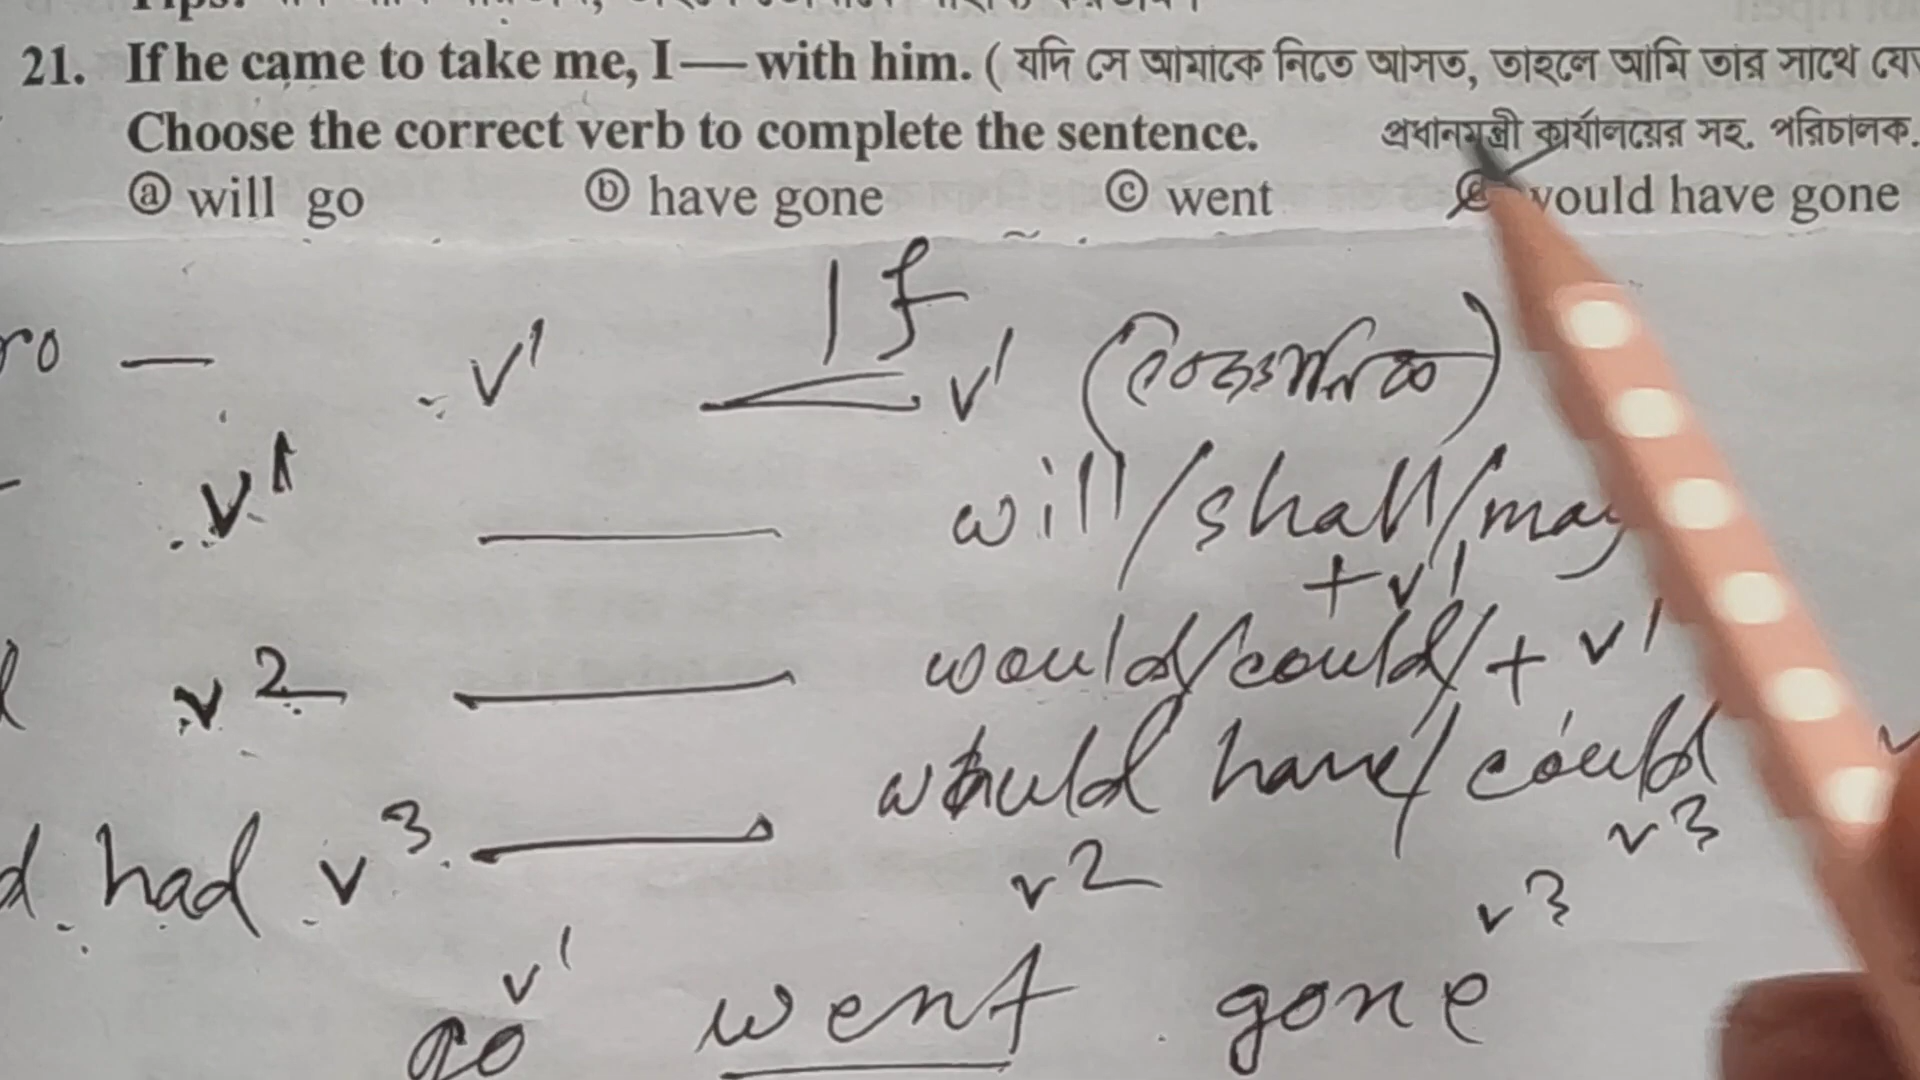 21. If he came to take me, I — with him. ( যদি সে আমাকে নিতে আসত, তাহলে আমি তার সাথে
Choose the correct verb to complete the sentence. প্রধানমন্ত্রী কার্যালয়ের সহ. পরিচালক.
ⓐ will go ⓑ have gone ⓒ went would have gone
If
ro — v1 v1
v1 — will/shall/may
+v1
v2 — would/could/ + v1
would have/could
d had v3 — v3
v2 v3
v1
go went gone